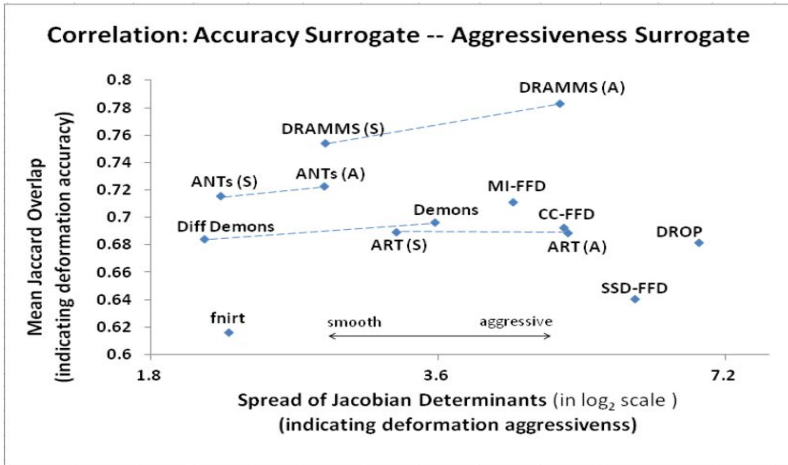 Correlation: Accuracy Surrogate -- Aggressiveness Surrogate
Mean Jaccard Overlap
(indicating deformation accuracy)
0.8
0.78
0.76
0.74
0.72
0.7
0.68
0.66
0.64
0.62
0.6
DRAMMS (A)
DRAMMS (S)
ANTs (S)
ANTs (A)
MI-FFD
Diff Demons
Demons
CC-FFD
ART (S)
ART (A)
DROP
SSD-FFD
fnirt
smooth
aggressive
1.8
3.6
7.2
Spread of Jacobian Determinants (in log₂ scale )
(indicating deformation aggressivenss)